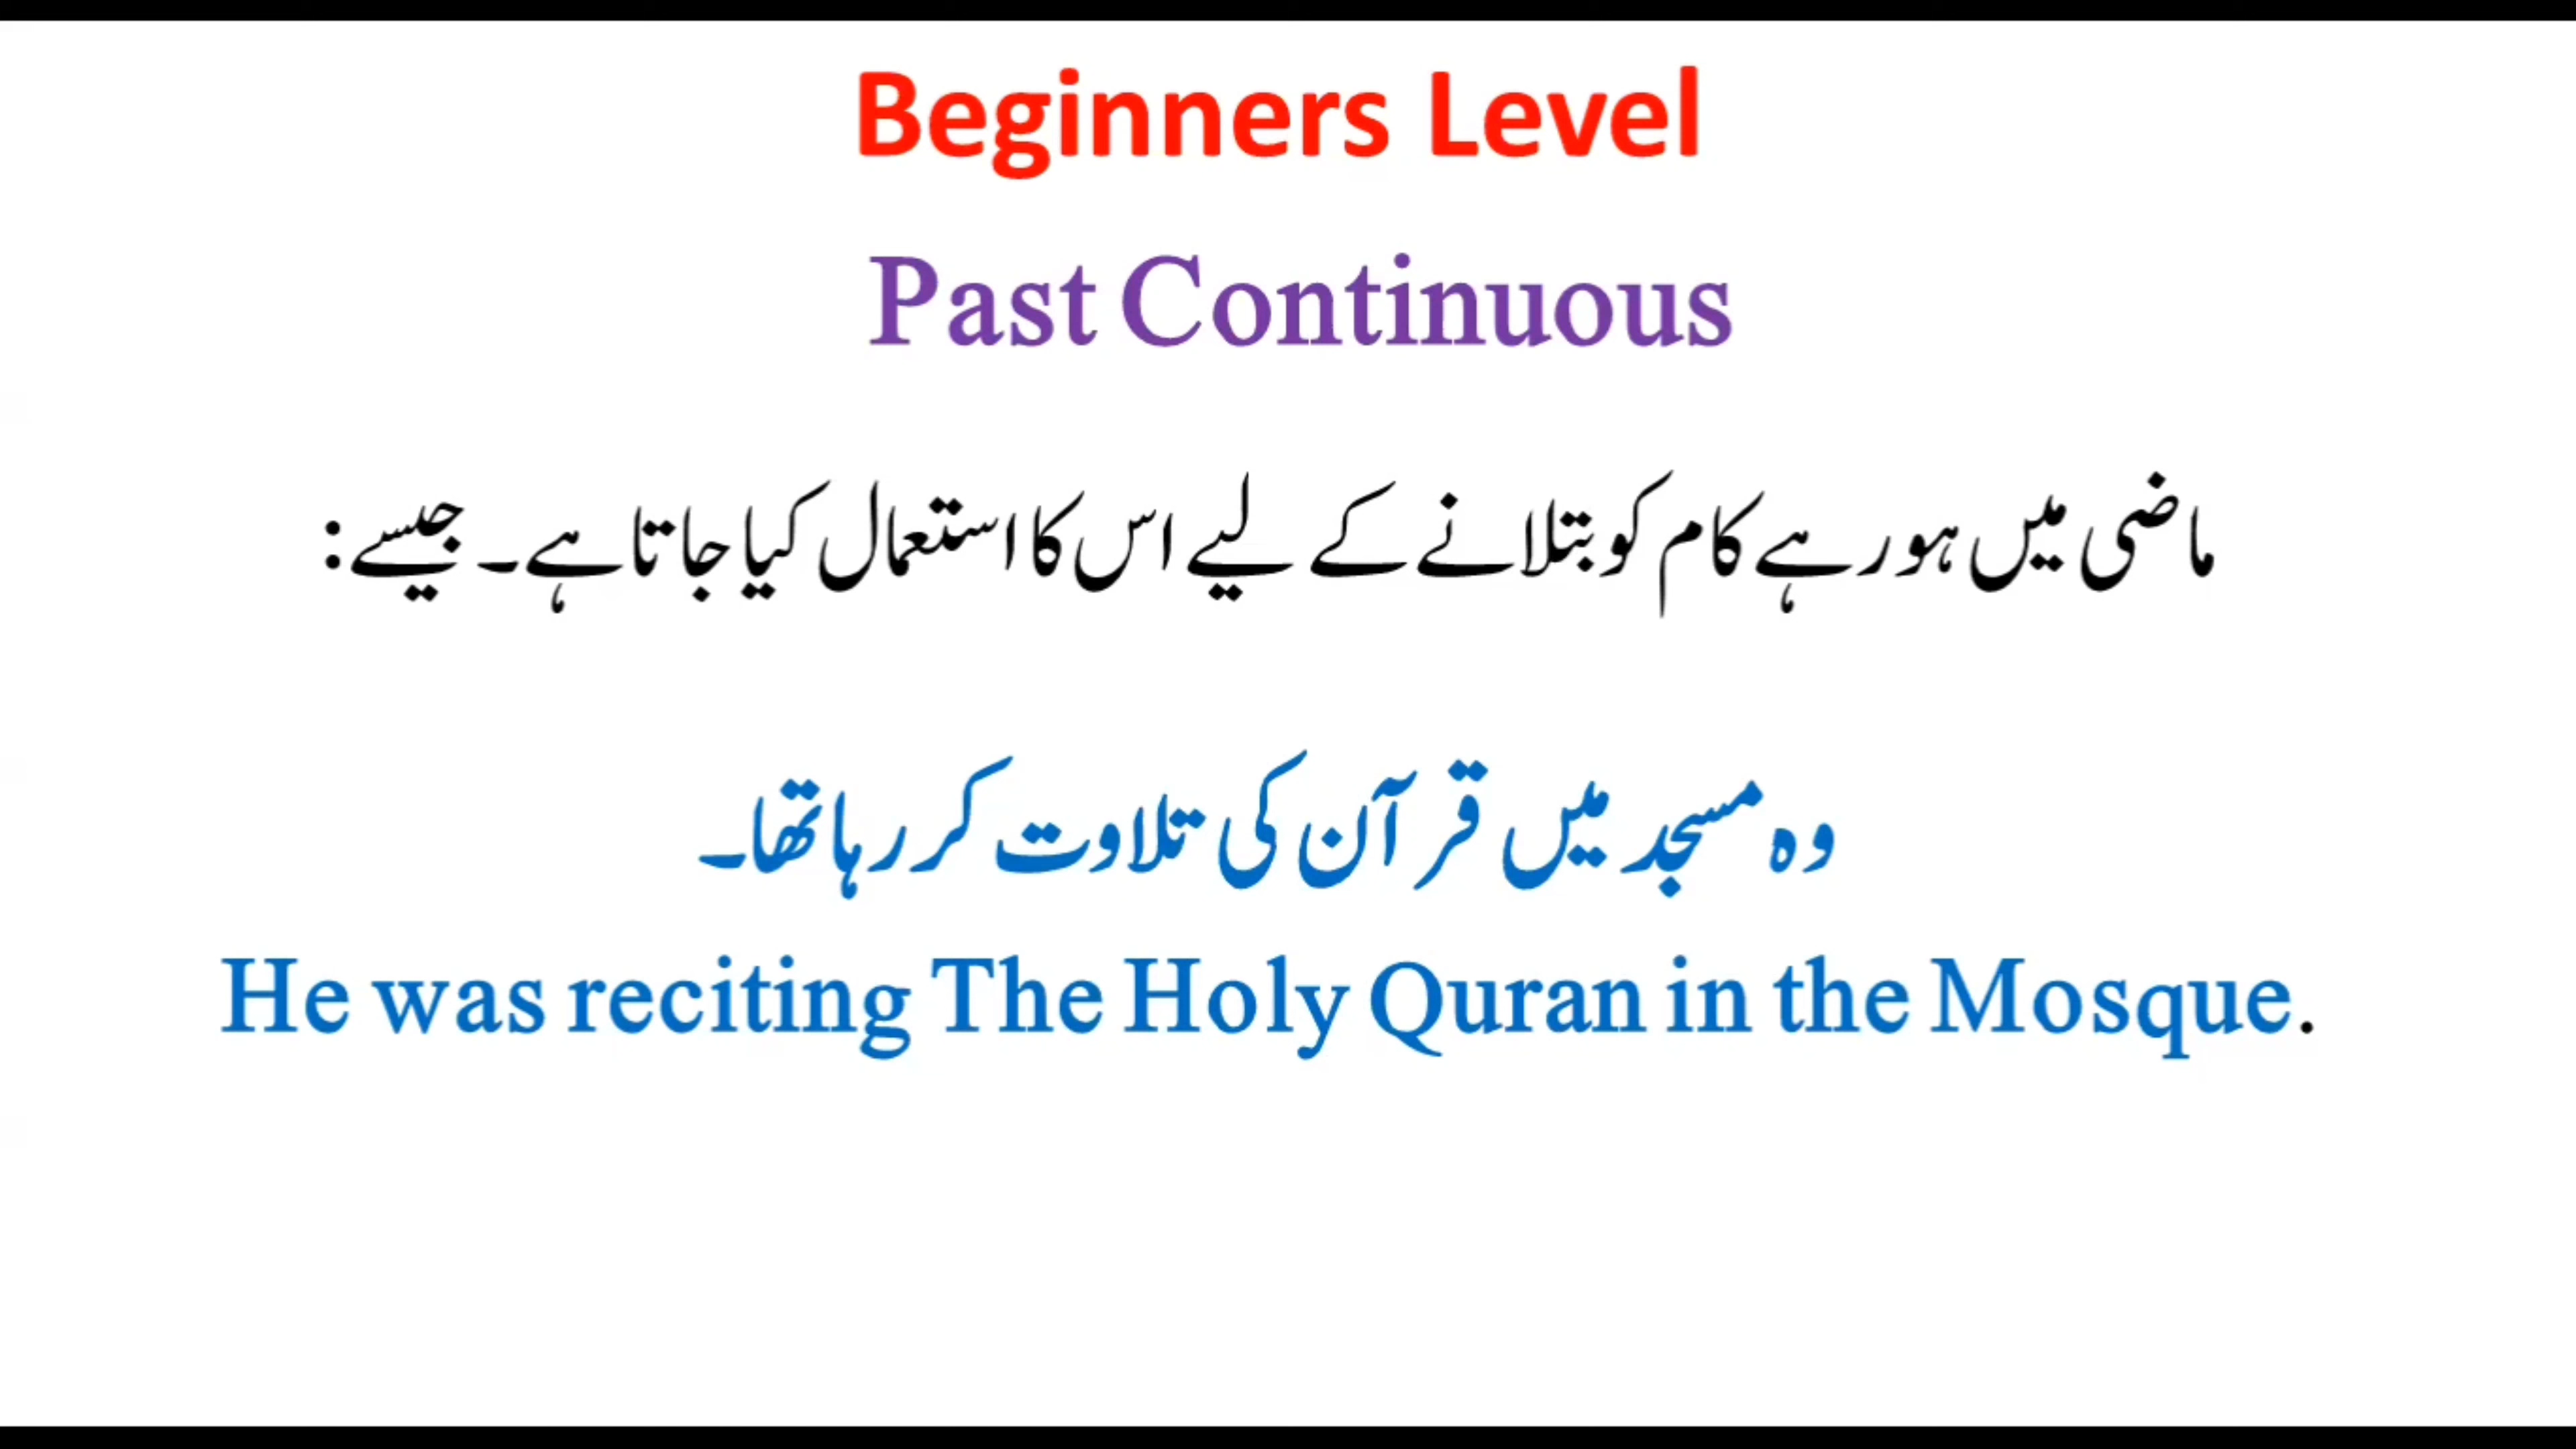 Beginners Level
Past Continuous
ماضی میں ہو رہے کام کو بتلانے کے لیے اس کا استعمال کیا جاتا ہے۔ جیسے:
وہ مسجد میں قرآن کی تلاوت کر رہا تھا۔
He was reciting The Holy Quran in the Mosque.